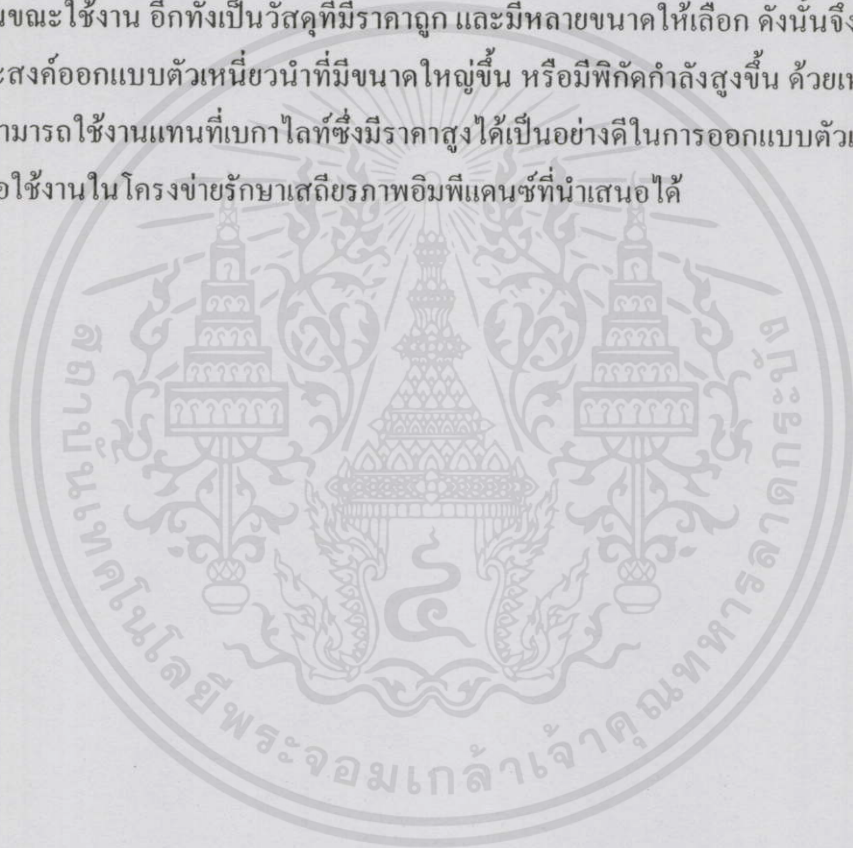 นขณะใช้งาน อีกทั้งเป็นวัสดุที่มีราคาถูก และมีหลายขนาดให้เลือก ดังนั้นจึง
ะสงค์ออกแบบตัวเหนี่ยวนำที่มีขนาดใหญ่ขึ้น หรือมีพิกัดกำลังสูงขึ้น ด้วยเห
ามารถใช้งานแทนที่เบกาไลท์ซึ่งมีราคาสูงได้เป็นอย่างดีในการออกแบบตัวเ
อใช้งานในโครงข่ายรักษาเสถียรภาพอิมพีแดนซ์ที่นำเสนอได้
สถาบันเทคโนโลยีพระจอมเกล้าเจ้าคุณทหารลาดกระบัง
๔